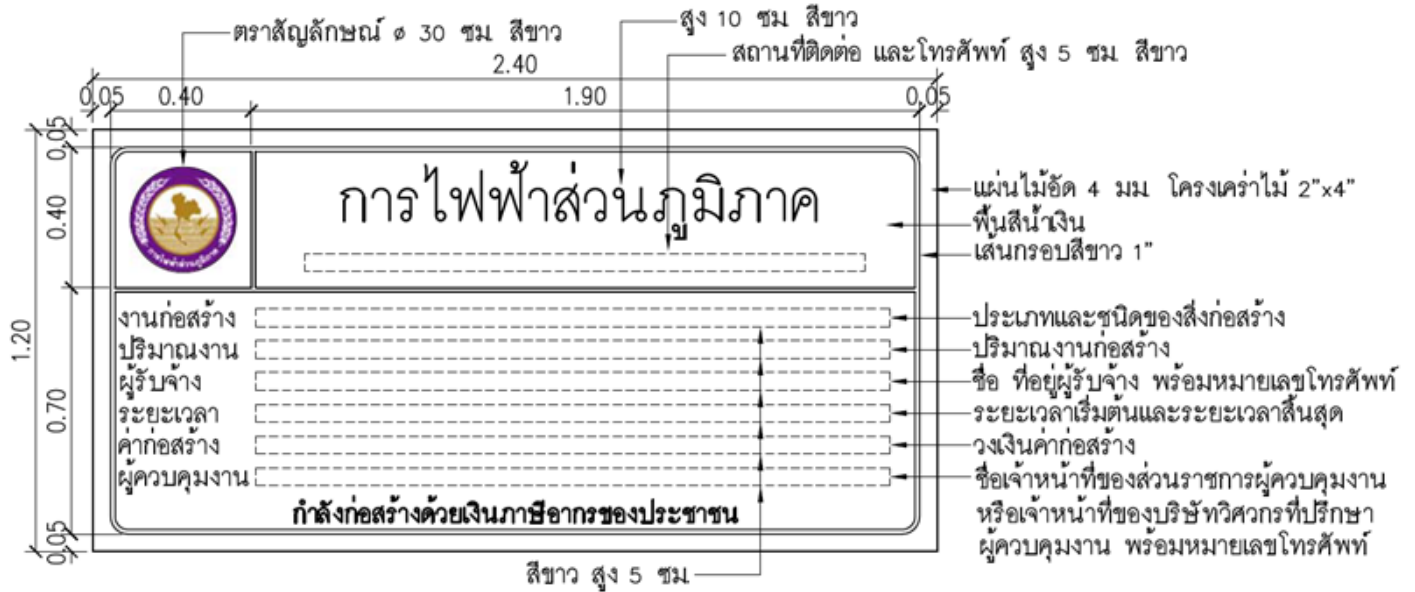 ตราสัญลักษณ์ ø 30 ซม. สีขาว
สูง 10 ซม. สีขาว
สถานที่ติดต่อ และโทรศัพท์ สูง 5 ซม. สีขาว
2.40
0.05 0.40 1.90 0.05
0.05
0.40
1.20
0.70
0.05
การไฟฟ้าส่วนภูมิภาค
การไฟฟ้าส่วนภูมิภาค
แผ่นไม้อัด 4 มม. โครงเคร่าไม้ 2"x4"
พื้นสีน้ำเงิน
เส้นกรอบสีขาว 1"
งานก่อสร้าง
ปริมาณงาน
ผู้รับจ้าง
ระยะเวลา
ค่าก่อสร้าง
ผู้ควบคุมงาน
ประเภทและชนิดของสิ่งก่อสร้าง
ปริมาณงานก่อสร้าง
ชื่อ ที่อยู่ผู้รับจ้าง พร้อมหมายเลขโทรศัพท์
ระยะเวลาเริ่มต้นและระยะเวลาสิ้นสุด
วงเงินค่าก่อสร้าง
ชื่อเจ้าหน้าที่ของส่วนราชการผู้ควบคุมงาน
หรือเจ้าหน้าที่ของบริษัทวิศวกรที่ปรึกษา
ผู้ควบคุมงาน พร้อมหมายเลขโทรศัพท์
กำลังก่อสร้างด้วยเงินภาษีอากรของประชาชน
สีขาว สูง 5 ซม.